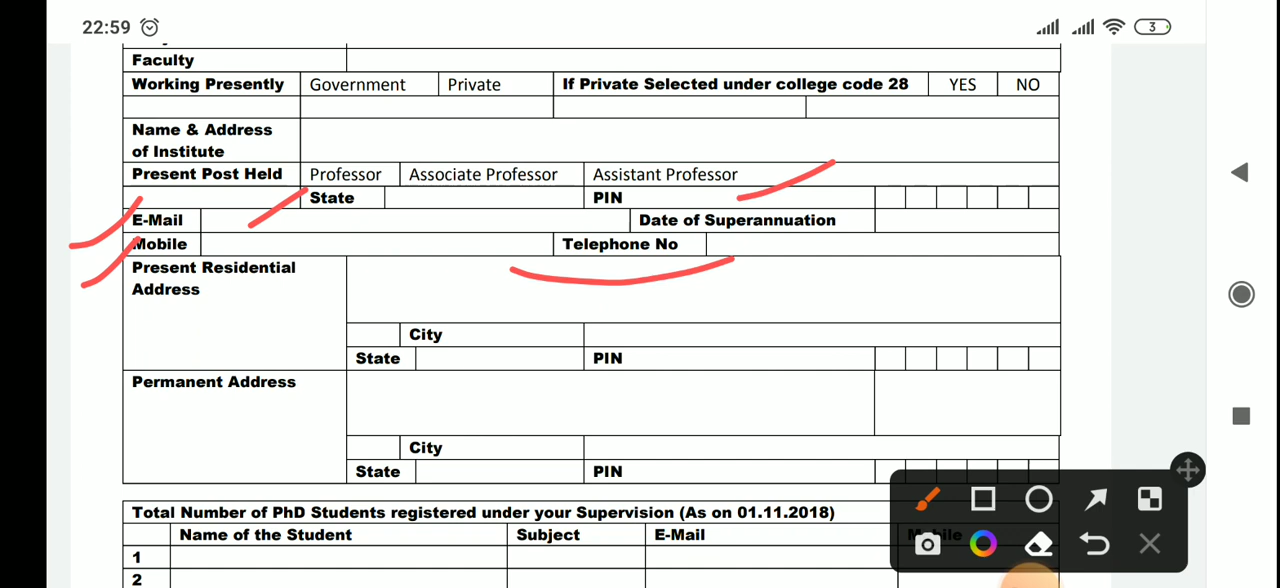 22:59 3
Faculty
Working Presently Government Private If Private Selected under college code 28 YES NO
Name & Address
of Institute
Present Post Held Professor Associate Professor Assistant Professor
State PIN
E-Mail Date of Superannuation
Mobile Telephone No
Present Residential
Address
City
State PIN
Permanent Address
City
State PIN
Total Number of PhD Students registered under your Supervision (As on 01.11.2018)
Name of the Student Subject E-Mail
1
2